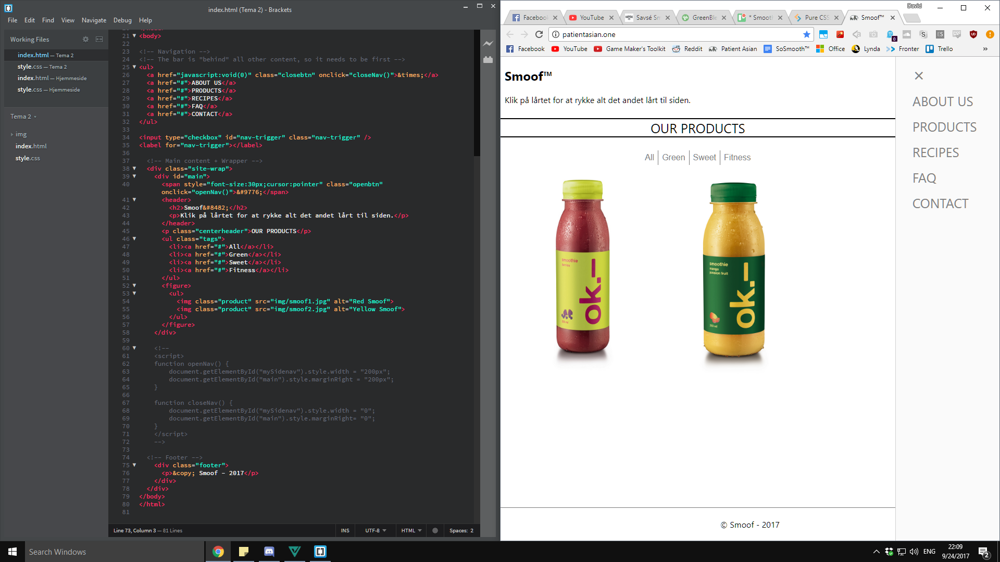 index.html (Tema 2) - Brackets
File Edit Find View Navigate Debug Help
Working Files
index.html — Tema 2
style.css — Tema 2
index.html — Hjemmeside
style.css — Hjemmeside
Tema 2
img
index.html
style.css
21 <body>
22
23 <!-- Navigation -->
24 <!-- The bar is "behind" all other content, so it needs to be first -->
25 <ul>
26 <a href="javascript:void(0)" class="closebtn" onclick="closeNav()">&times;</a>
27 <a href="#">ABOUT US</a>
28 <a href="#">PRODUCTS</a>
29 <a href="#">RECIPES</a>
30 <a href="#">FAQ</a>
31 <a href="#">CONTACT</a>
32 </ul>
33
34 <input type="checkbox" id="nav-trigger" class="nav-trigger" />
35 <label for="nav-trigger"></label>
36
37 <!-- Main content + Wrapper -->
38 <div class="site-wrap">
39 <div id="main">
40 <span style="font-size:30px;cursor:pointer" class="openbtn"
onclick="openNav()">&#9776;</span>
41 <header>
42 <h2>Smoof&#8482;</h2>
43 <p>Klik på lårtet for at rykke alt det andet lårt til siden.</p>
44 </header>
45 <p class="centerheader">OUR PRODUCTS</p>
46 <ul class="tags">
47 <li><a href="#">All</a></li>
48 <li><a href="#">Green</a></li>
49 <li><a href="#">Sweet</a></li>
50 <li><a href="#">Fitness</a></li>
51 </ul>
52 <figure>
53 <ul>
54 <img class="product" src="img/smoof1.jpg" alt="Red Smoof">
55 <img class="product" src="img/smoof2.jpg" alt="Yellow Smoof">
56 </ul>
57 </figure>
58 </div>
59
60 <!--
61 <script>
62 function openNav() {
63 document.getElementById("mySidenav").style.width = "200px";
64 document.getElementById("main").style.marginRight = "200px";
65 }
66
67 function closeNav() {
68 document.getElementById("mySidenav").style.width = "0";
69 document.getElementById("main").style.marginRight= "0";
70 }
71 </script>
72 -->
73
74 <!-- Footer -->
75 <div class="footer">
76 <p>&copy; Smoof - 2017</p>
77 </div>
78 </div>
79 </body>
80 </html>
81
Line 73, Column 3 — 81 Lines INS UTF-8 HTML Spaces: 2
David
Facebook YouTube Savsé Sm GreenBle * Smooth Pure CSS Smoof™
patientasian.one
0 S ES
Facebook YouTube Game Maker's Toolkit Reddit Patient Asian SoSmooth™ Office Lynda Fronter Trello »
Smoof™
Klik på lårtet for at rykke alt det andet lårt til siden.
OUR PRODUCTS
All Green Sweet Fitness
smoothie
ok.–
250 ml
smoothie
mango
passion fruit
ok.–
250 ml
© Smoof - 2017
×
ABOUT US
PRODUCTS
RECIPES
FAQ
CONTACT
Search Windows
ENG
22:09
9/24/2017
2